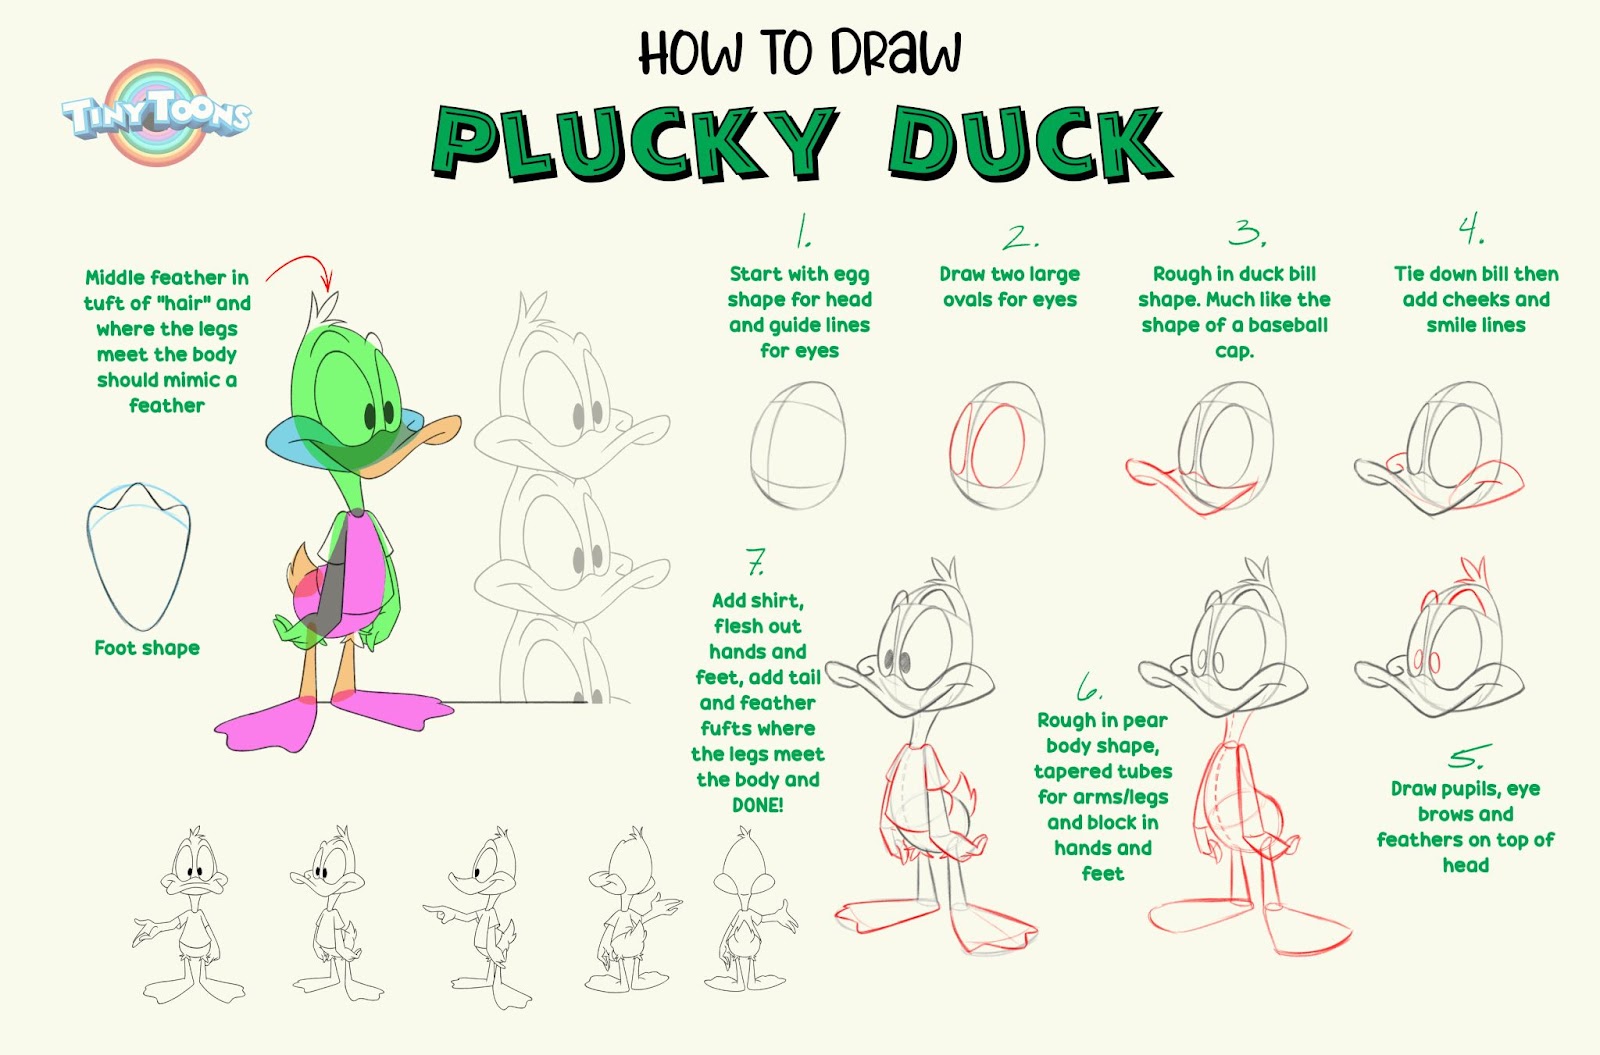 HOW TO DRAW
TINY TOONS
PLUCKY DUCK
Middle feather in
tuft of "hair" and
where the legs
meet the body
should mimic a
feather
Foot shape
1.
Start with egg
shape for head
and guide lines
for eyes
2.
Draw two large
ovals for eyes
3.
Rough in duck bill
shape. Much like the
shape of a baseball
cap.
4.
Tie down bill then
add cheeks and
smile lines
5.
Draw pupils, eye
brows and
feathers on top of
head
6.
Rough in pear
body shape,
tapered tubes
for arms/legs
and block in
hands and
feet
7.
Add shirt,
flesh out
hands and
feet, add tail
and feather
fufts where
the legs meet
the body and
DONE!